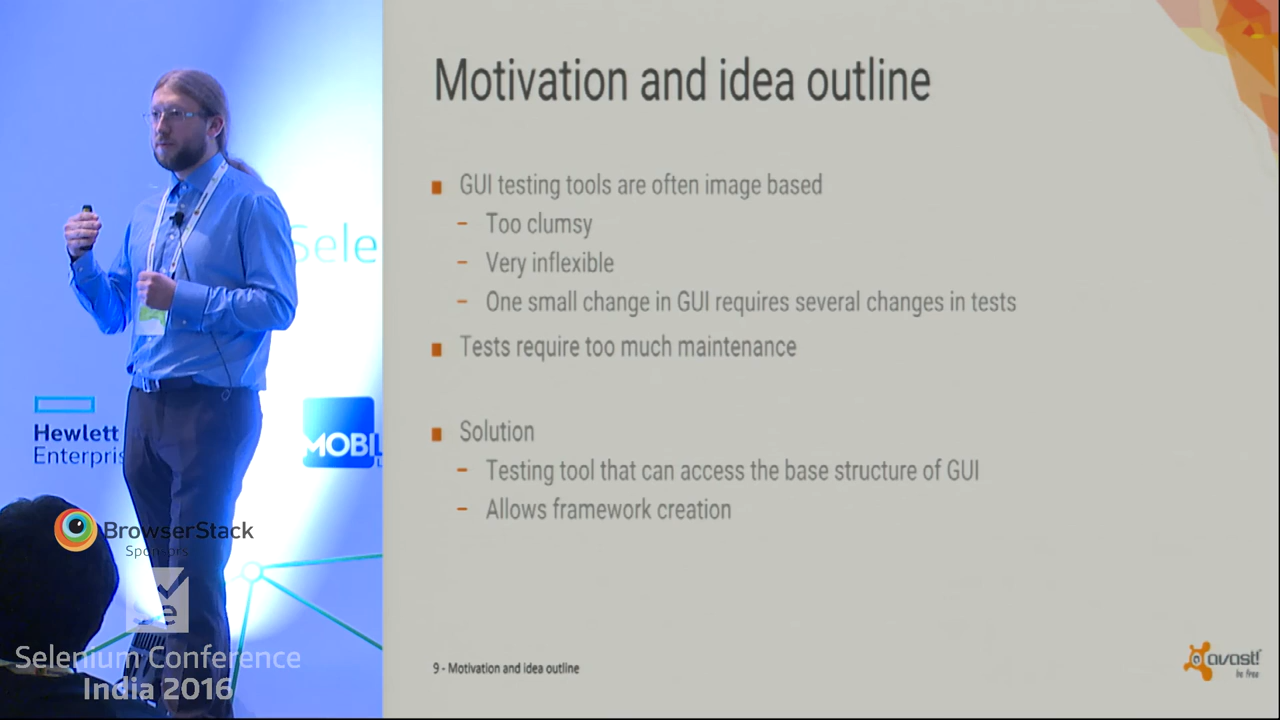 Motivation and idea outline
GUI testing tools are often image based
- Too clumsy
- Very inflexible
- One small change in GUI requires several changes in tests
Tests require too much maintenance
Solution
- Testing tool that can access the base structure of GUI
- Allows framework creation
9 - Motivation and idea outline
avast!
be free
Sele
Hewlett
Enterpris
MOBIL
BrowserStack
Sponsors
se
Selenium Conference
India 2016